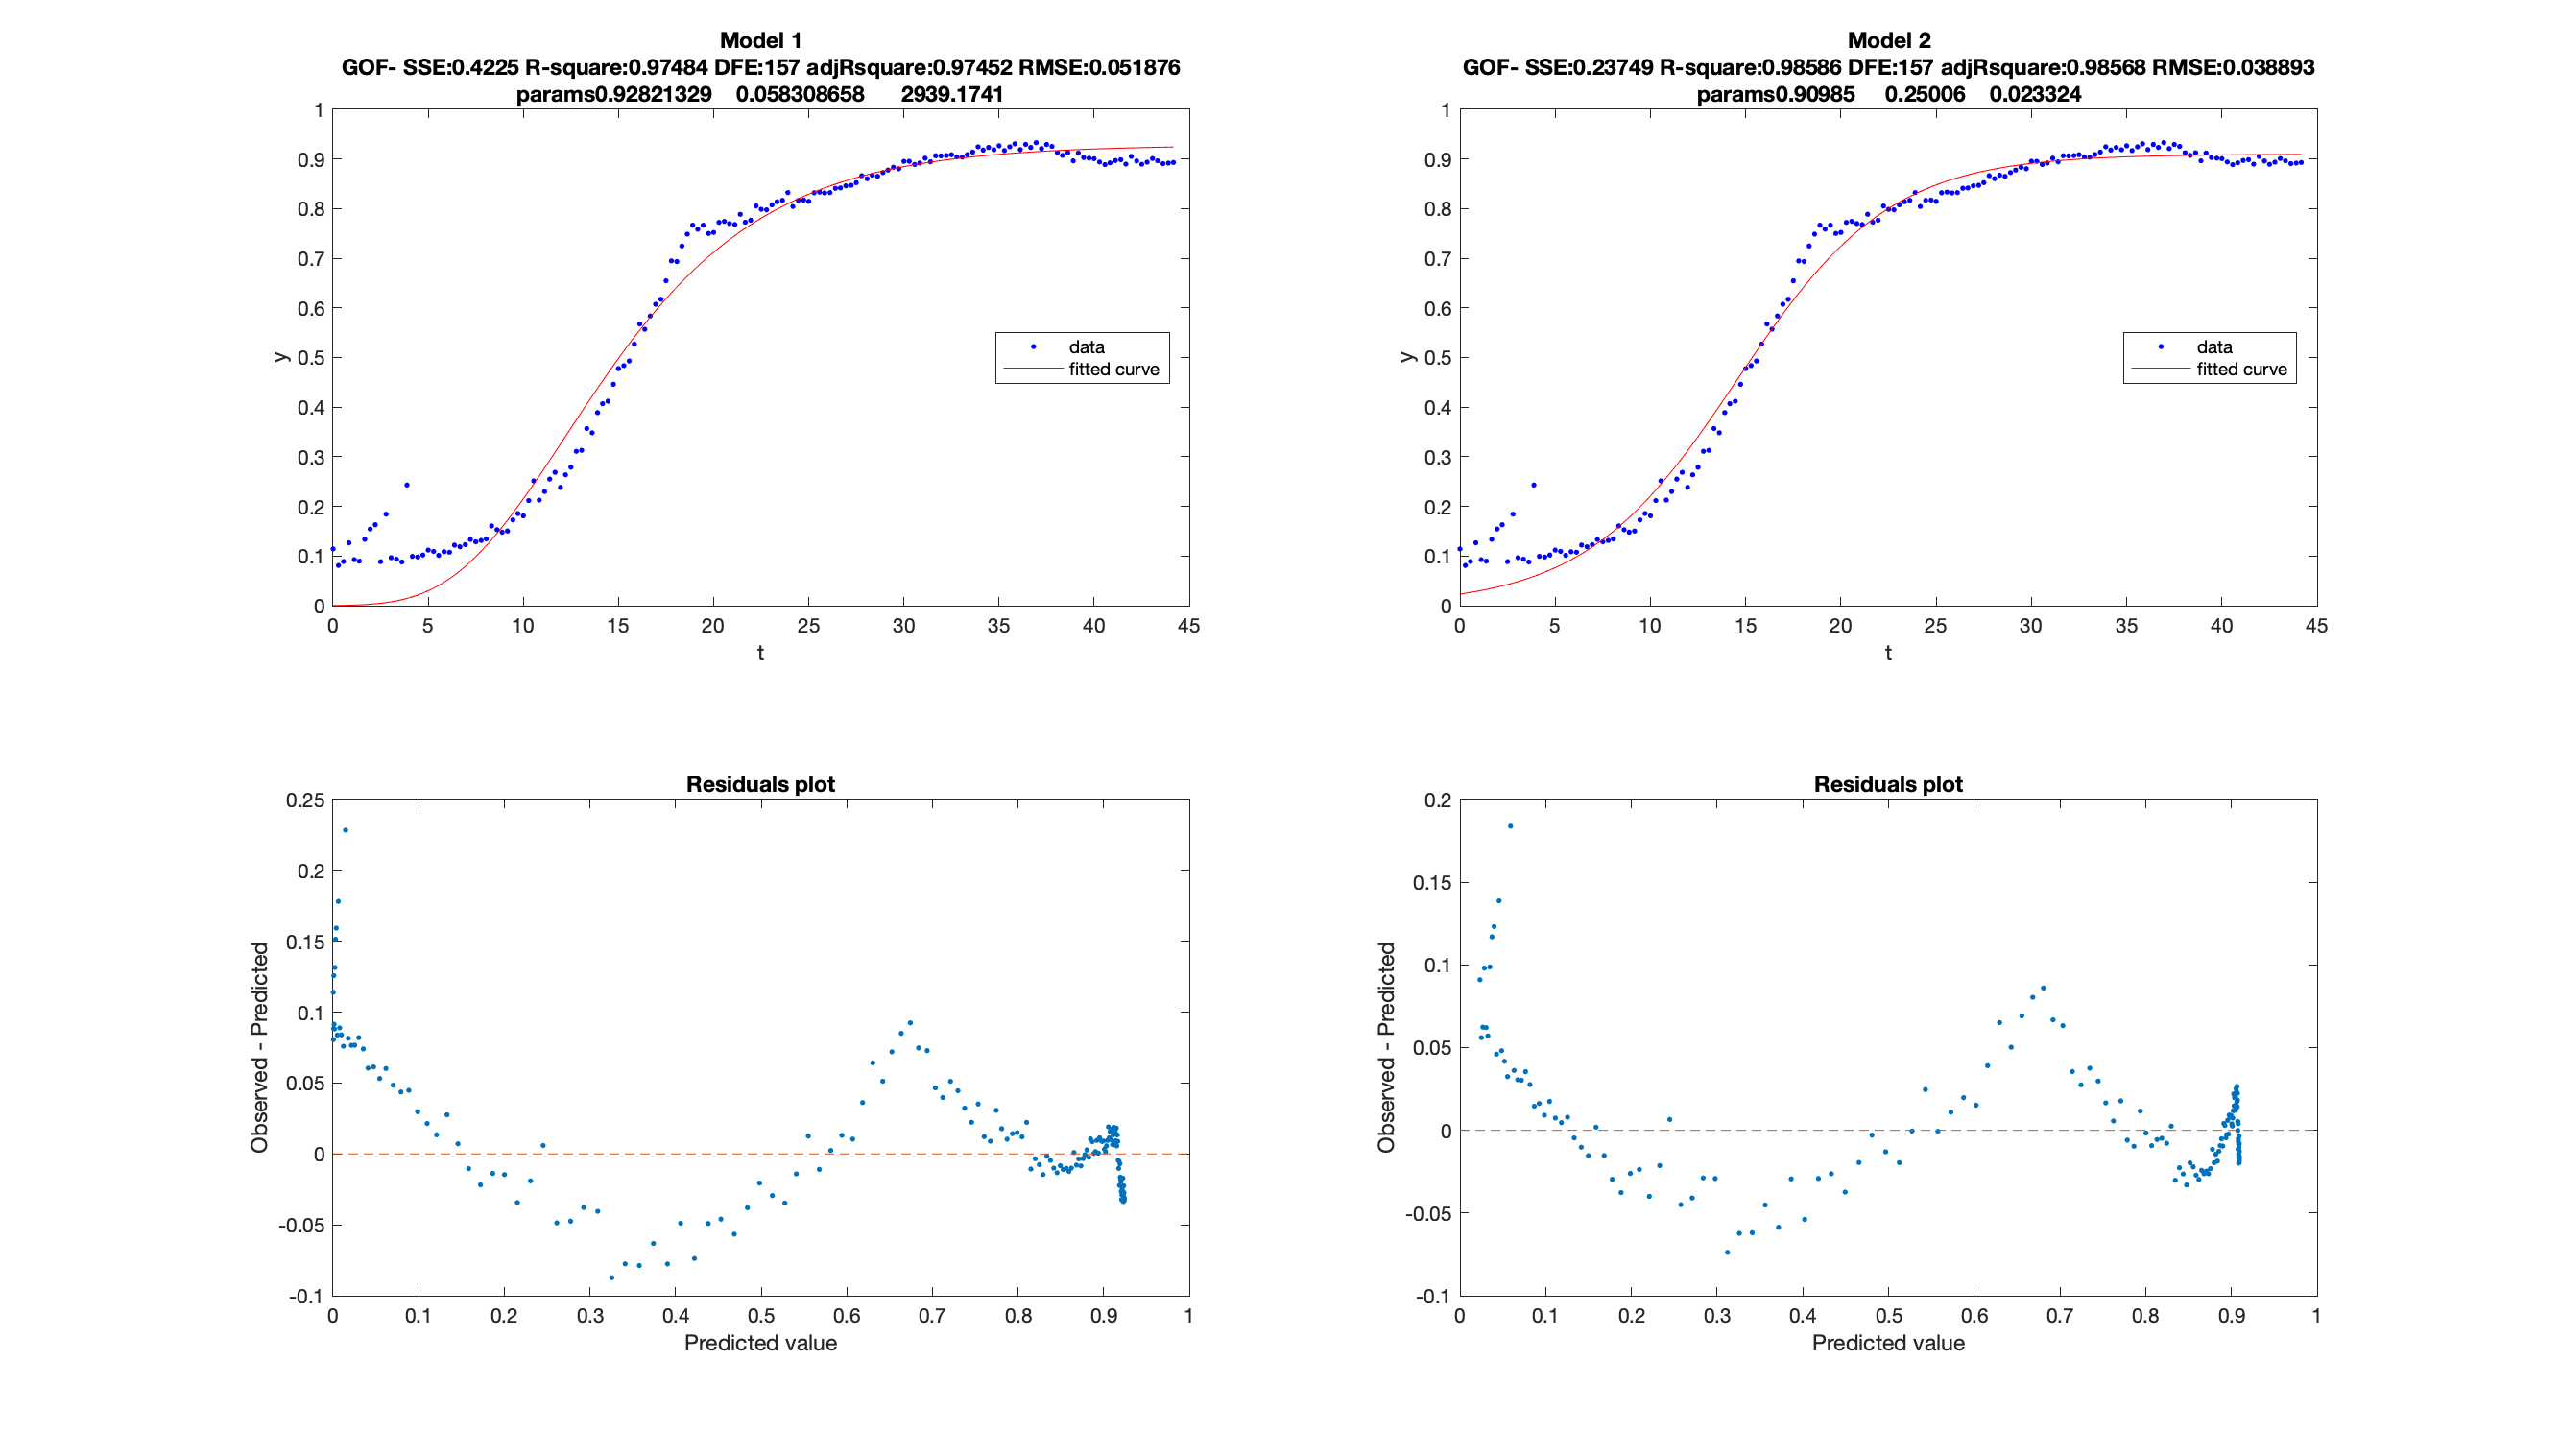 Model 1
GOF- SSE:0.4225 R-square:0.97484 DFE:157 adjRsquare:0.97452 RMSE:0.051876
params0.92821329 0.058308658 2939.1741
1
0.9
0.8
0.7
0.6
0.5
0.4
0.3
0.2
0.1
0
y
data
fitted curve
0 5 10 15 20 25 30 35 40 45
t
Model 2
GOF- SSE:0.23749 R-square:0.98586 DFE:157 adjRsquare:0.98568 RMSE:0.038893
params0.90985 0.25006 0.023324
1
0.9
0.8
0.7
0.6
0.5
0.4
0.3
0.2
0.1
0
y
data
fitted curve
0 5 10 15 20 25 30 35 40 45
t
Residuals plot
0.25
0.2
0.15
0.1
0.05
0
-0.05
-0.1
Observed - Predicted
0 0.1 0.2 0.3 0.4 0.5 0.6 0.7 0.8 0.9 1
Predicted value
Residuals plot
0.2
0.15
0.1
0.05
0
-0.05
-0.1
Observed - Predicted
0 0.1 0.2 0.3 0.4 0.5 0.6 0.7 0.8 0.9 1
Predicted value